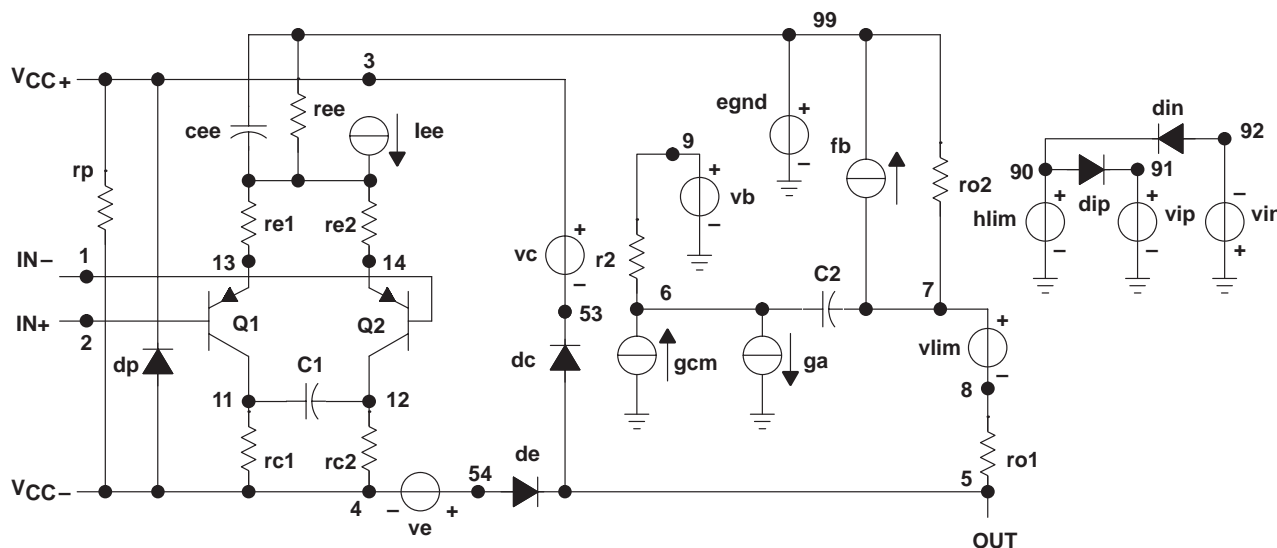 99
VCC+
3
ree
cee
Iee
egnd
+
−
fb
din
92
9
rp
+
vb
−
90
91
ro2
dip
+
−
+
−
−
+
hlim
vip
vin
re1
re2
vc
+
−
r2
1
IN−
13
14
C2
6
7
53
IN+
2
Q1
Q2
+
vlim
−
dp
C1
dc
gcm
ga
8
11
12
rc1
rc2
54
de
ro1
VCC−
4
−
+
ve
5
OUT